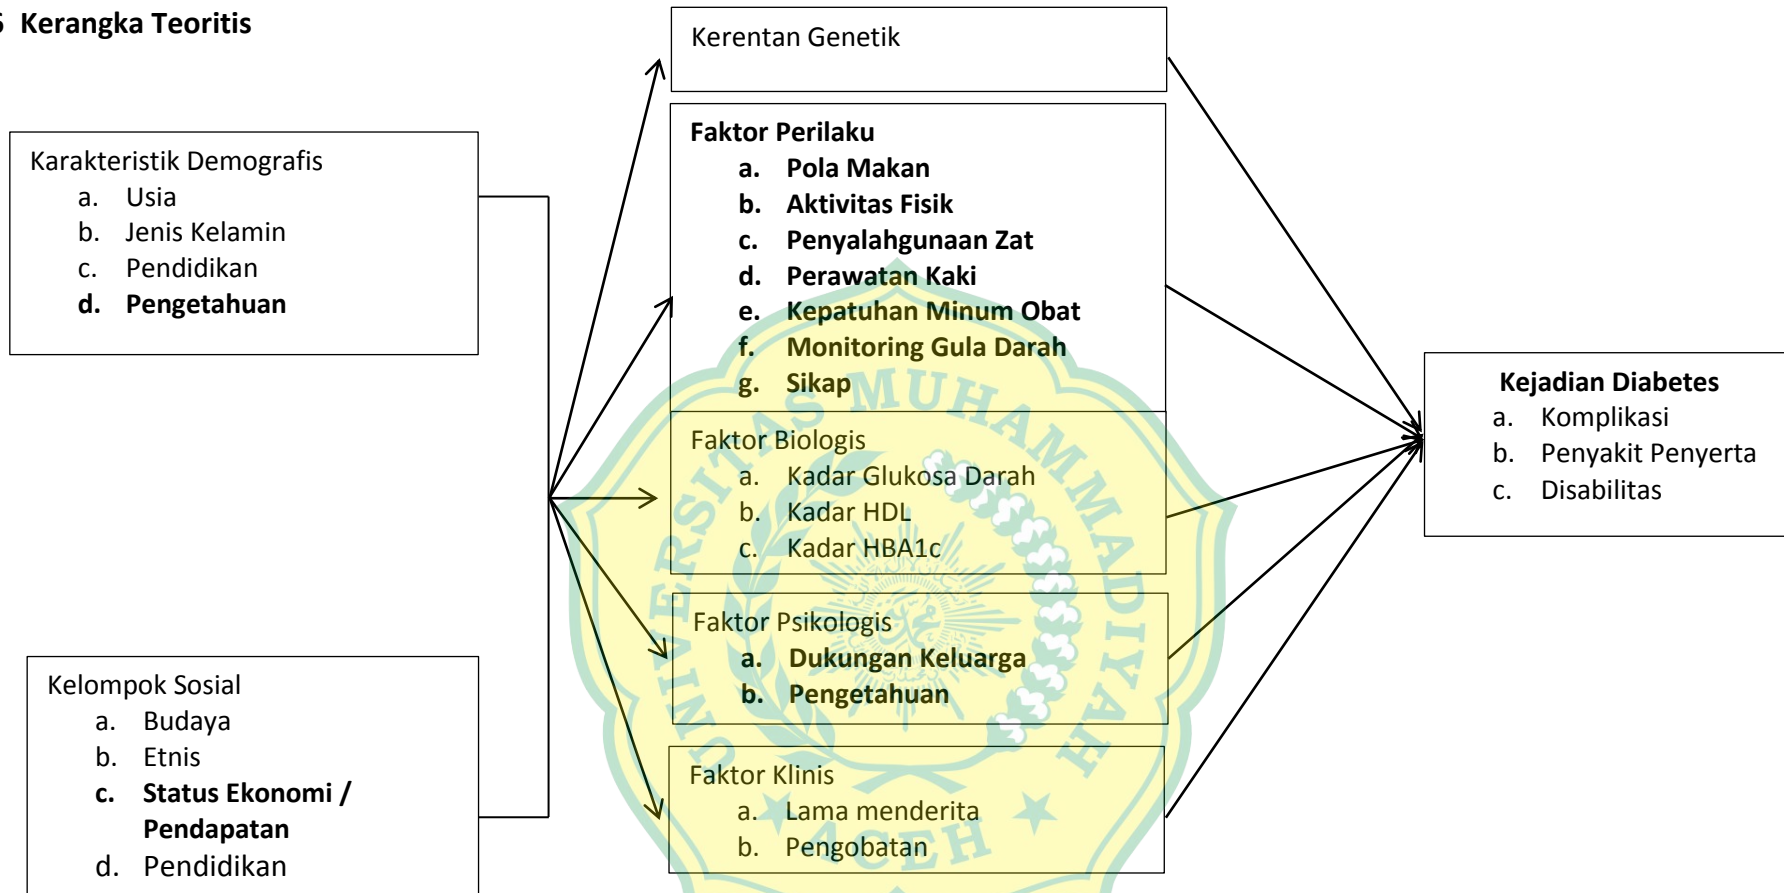 6 Kerangka Teoritis
Karakteristik Demografis
a. Usia
b. Jenis Kelamin
c. Pendidikan
d. Pengetahuan
Kelompok Sosial
a. Budaya
b. Etnis
c. Status Ekonomi /
Pendapatan
d. Pendidikan
Kerentan Genetik
Faktor Perilaku
a. Pola Makan
b. Aktivitas Fisik
c. Penyalahgunaan Zat
d. Perawatan Kaki
e. Kepatuhan Minum Obat
f. Monitoring Gula Darah
g. Sikap
Faktor Biologis
a. Kadar Glukosa Darah
b. Kadar HDL
c. Kadar HBA1c
Faktor Psikologis
a. Dukungan Keluarga
b. Pengetahuan
Faktor Klinis
a. Lama menderita
b. Pengobatan
Kejadian Diabetes
a. Komplikasi
b. Penyakit Penyerta
c. Disabilitas
UNIVERSITAS MUHAMMADIYAH
ACEH